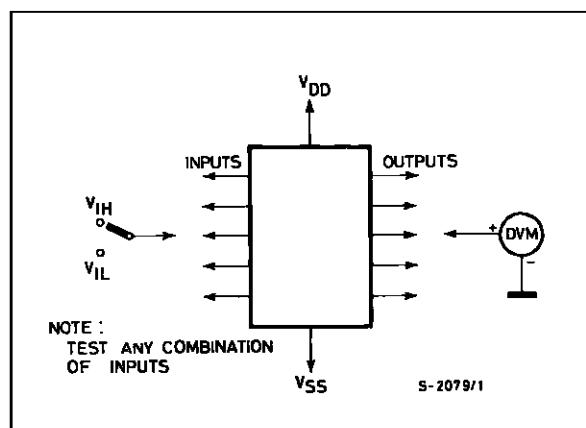 VDD
INPUTS
OUTPUTS
VIH
VIL
+
DVM
-
NOTE :
TEST ANY COMBINATION
OF INPUTS
VSS
S-2079/1